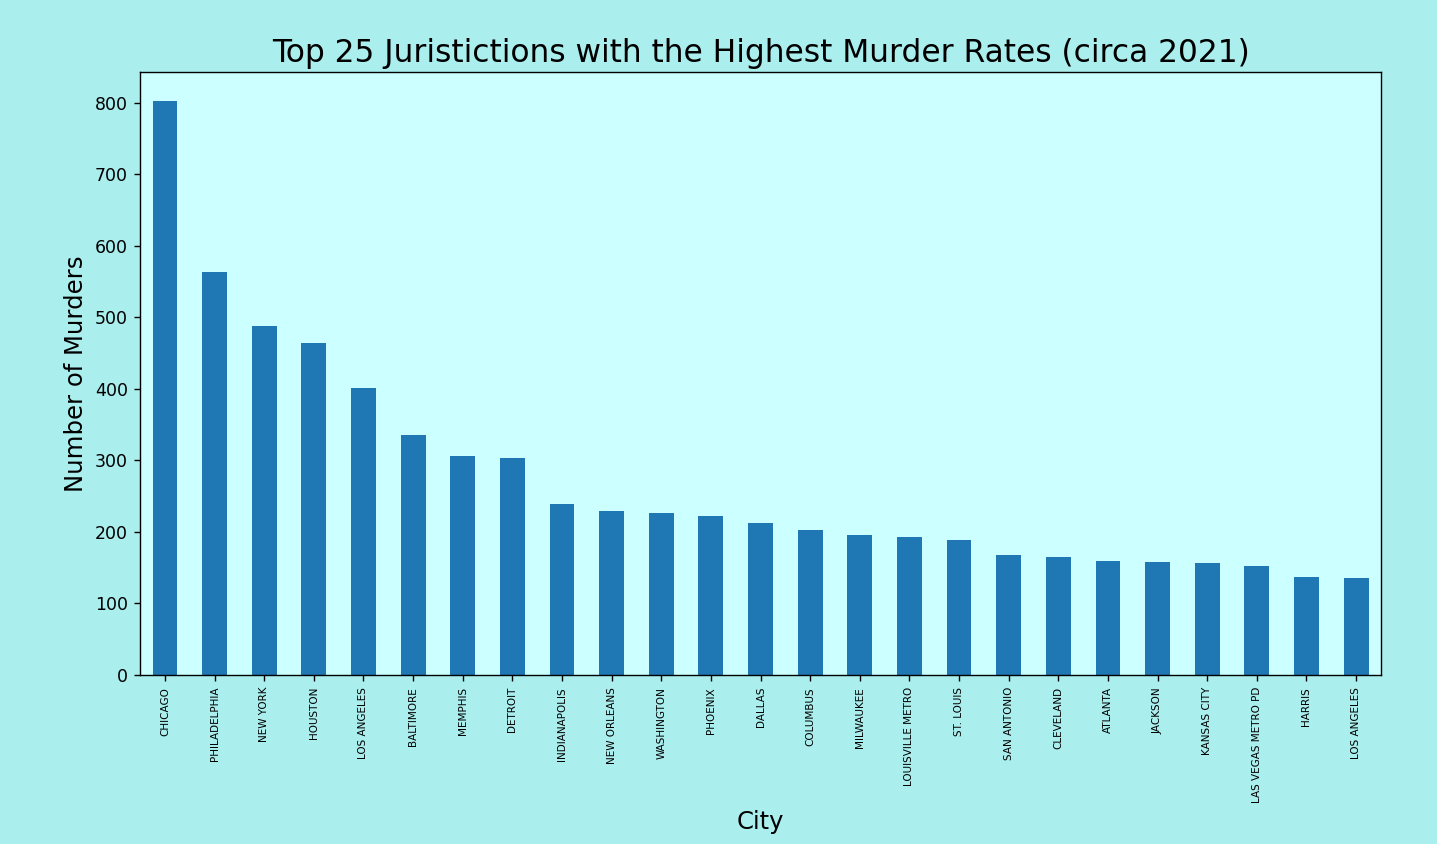 Top 25 Juristictions with the Highest Murder Rates (circa 2021)
Number of Murders
800
700
600
500
400
300
200
100
0
CHICAGO
PHILADELPHIA
NEW YORK
HOUSTON
LOS ANGELES
BALTIMORE
MEMPHIS
DETROIT
INDIANAPOLIS
NEW ORLEANS
WASHINGTON
PHOENIX
DALLAS
COLUMBUS
MILWAUKEE
LOUISVILLE METRO
ST. LOUIS
SAN ANTONIO
CLEVELAND
ATLANTA
JACKSON
KANSAS CITY
LAS VEGAS METRO PD
HARRIS
LOS ANGELES
City